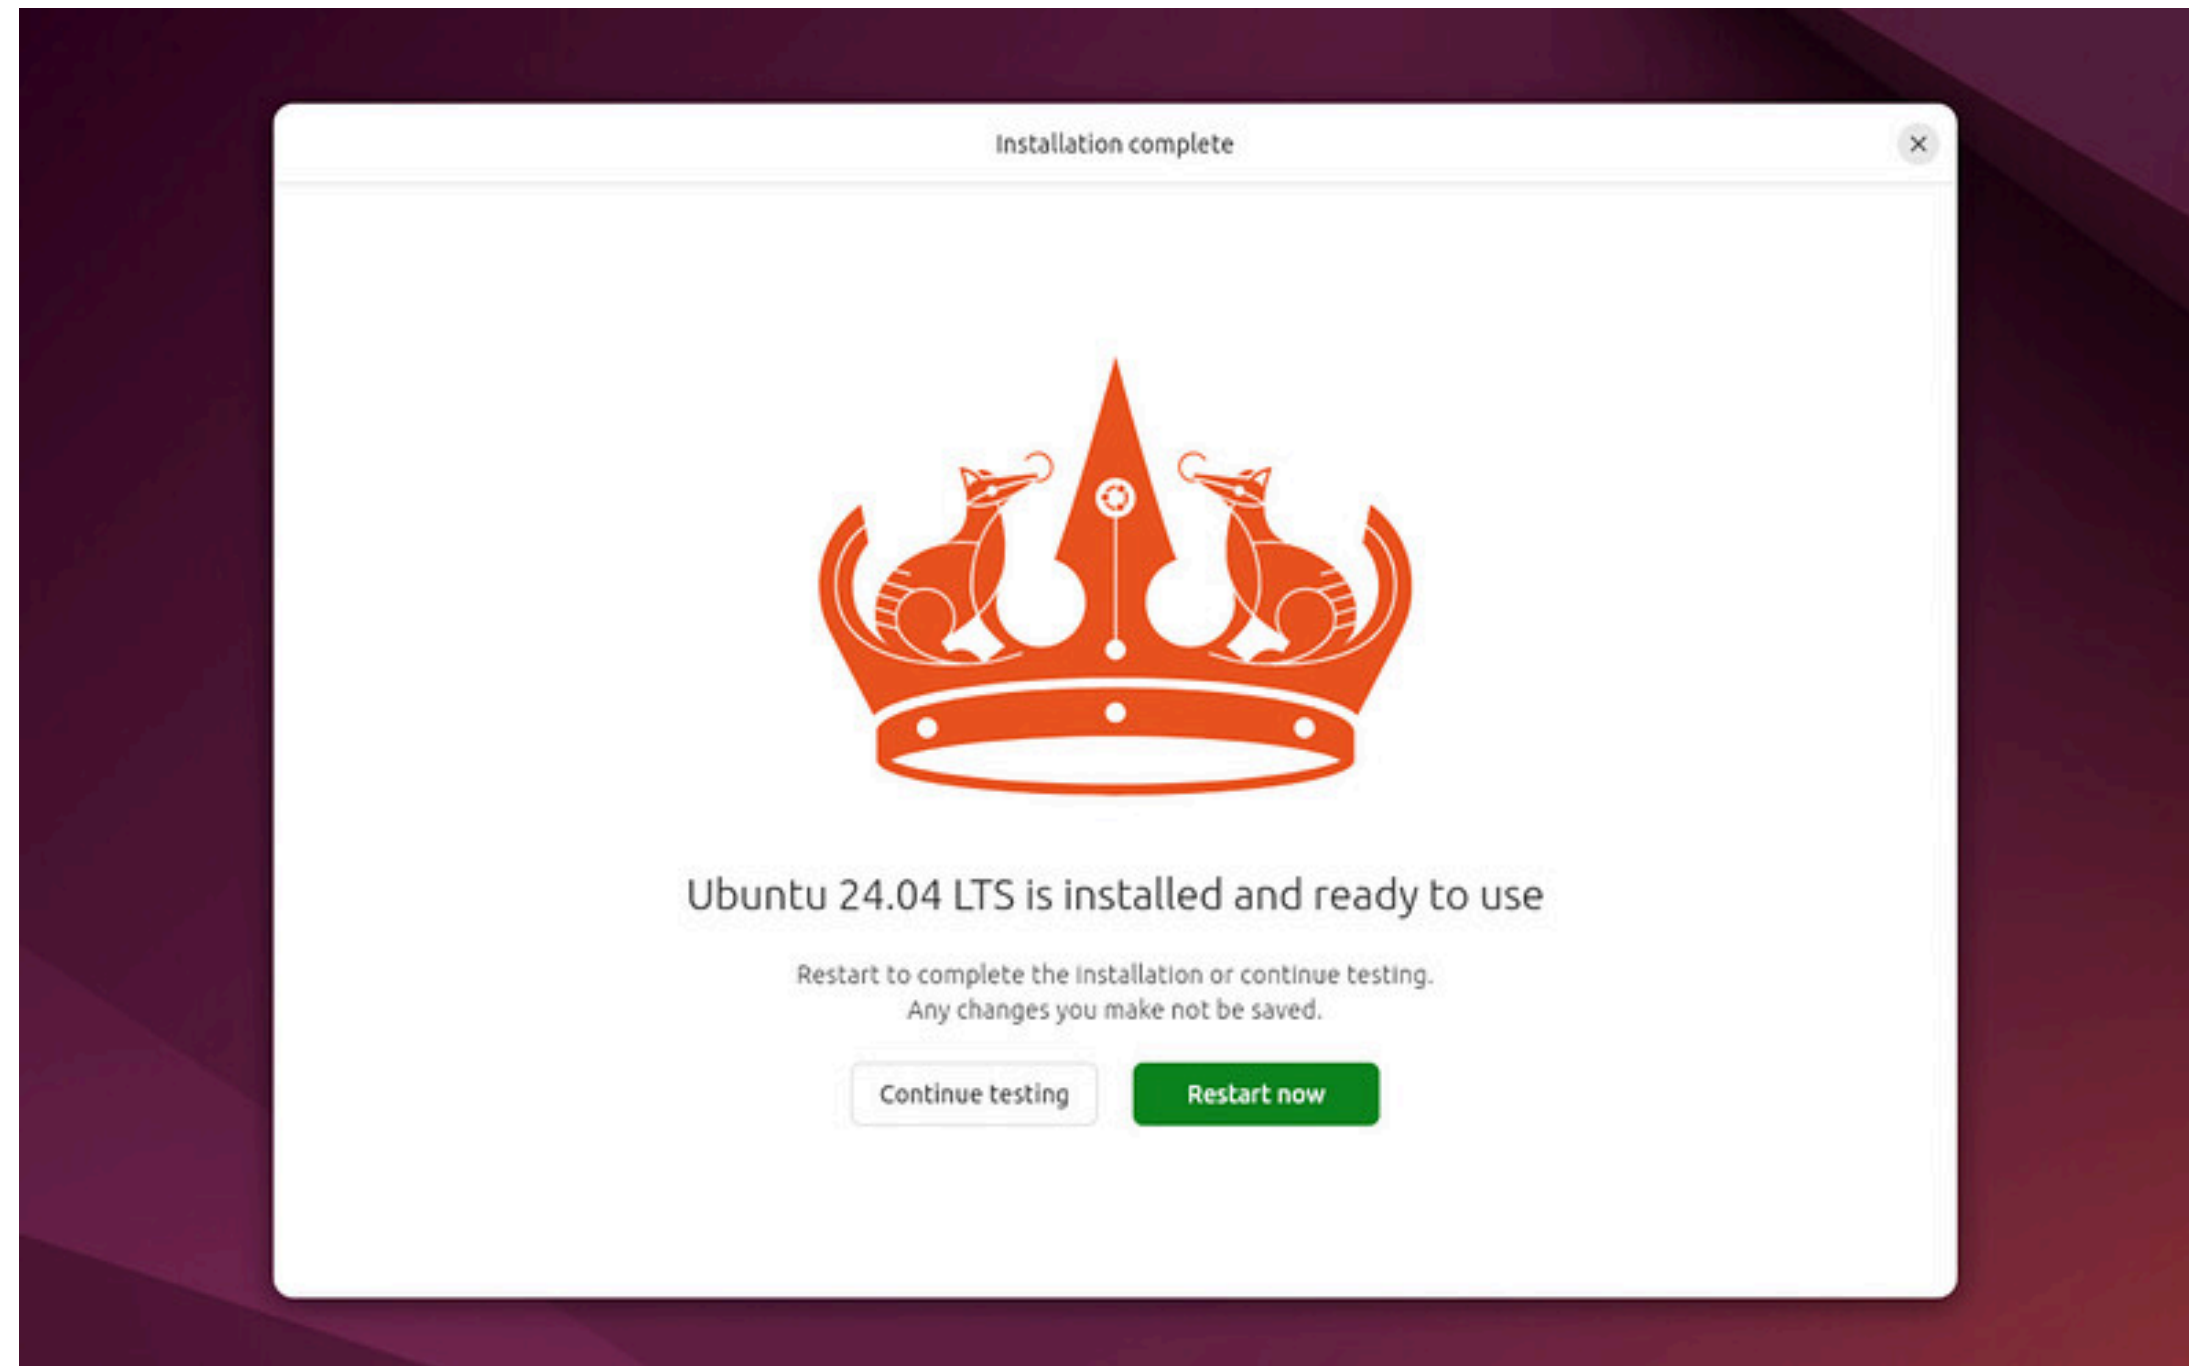 Installation complete
Ubuntu 24.04 LTS is installed and ready to use
Restart to complete the installation or continue testing.
Any changes you make not be saved.
Continue testing
Restart now